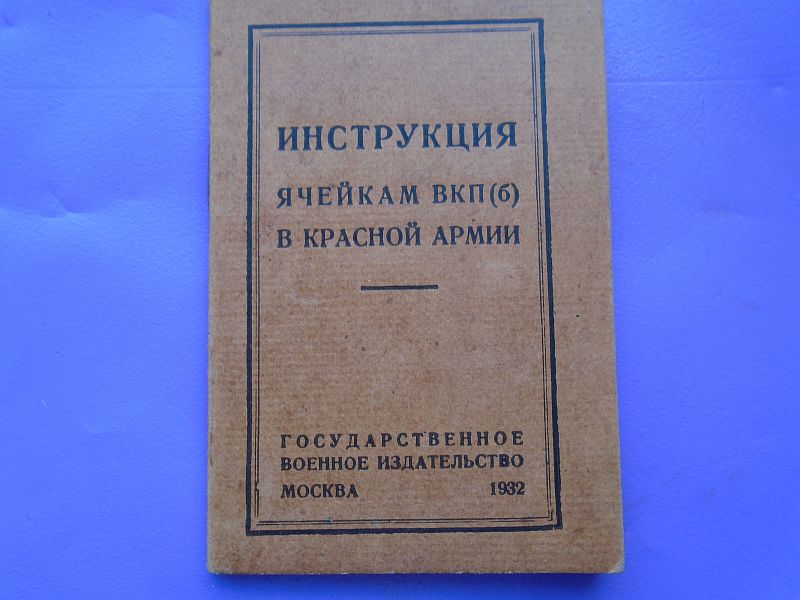 ИНСТРУКЦИЯ
ЯЧЕЙКАМ ВКП(б)
В КРАСНОЙ АРМИИ
ГОСУДАРСТВЕННОЕ
ВОЕННОЕ ИЗДАТЕЛЬСТВО
МОСКВА 1932